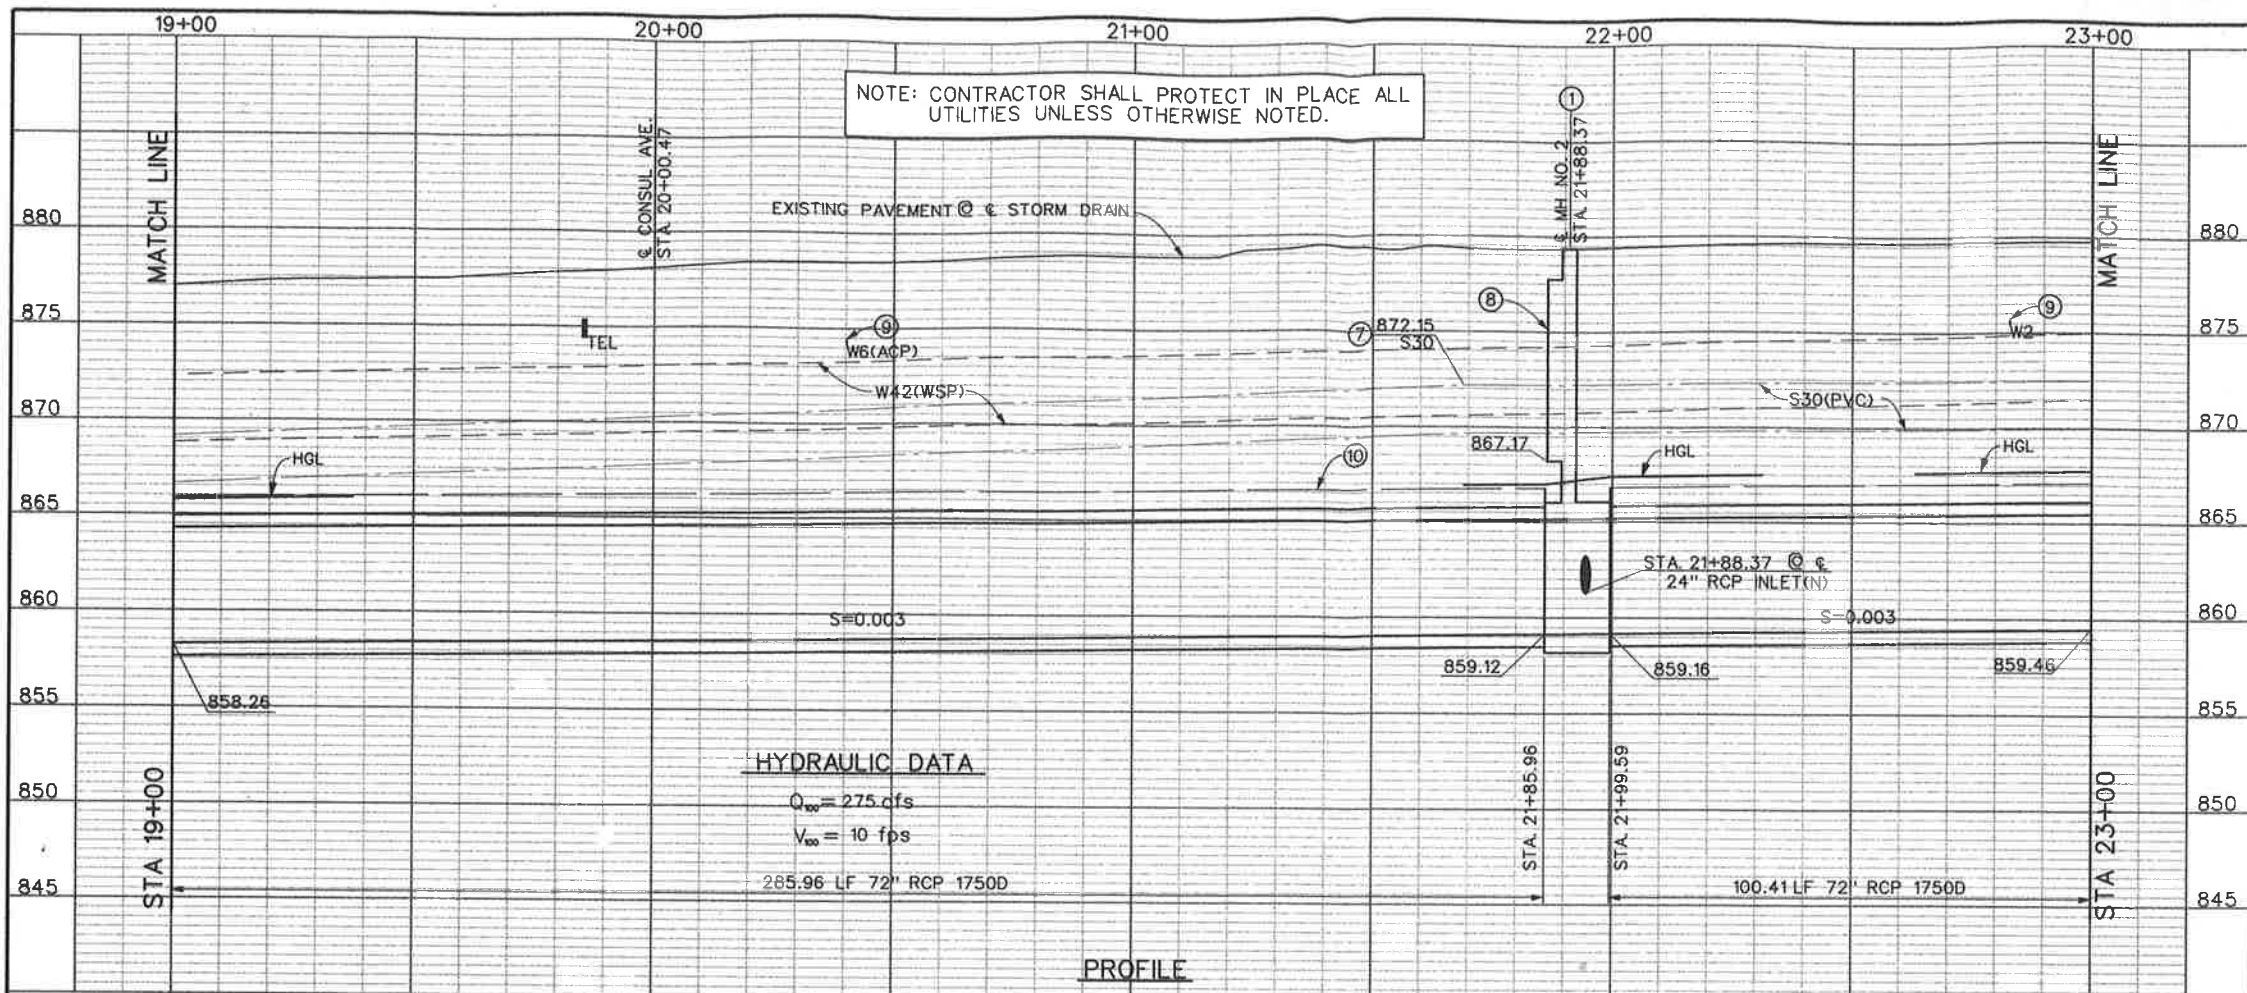 19+00
20+00
21+00
22+00
23+00
NOTE: CONTRACTOR SHALL PROTECT IN PLACE ALL
UTILITIES UNLESS OTHERWISE NOTED.
MATCH LINE
℄ CONSUL AVE.
STA. 20+00.47
EXISTING PAVEMENT @ ℄ STORM DRAIN
℄ MH NO. 2
STA. 21+88.37
1
MATCH LINE
880
880
875
TEL
9
W6(ACP)
7
872.15
S30
8
9
W2
875
W42(WSP)
S30(PVC)
870
870
HGL
10
867.17
HGL
HGL
865
865
STA. 21+88.37 @ ℄
24" RCP INLET(N)
860
S=0.003
S=0.003
860
858.26
859.12
859.16
859.46
855
855
HYDRAULIC DATA
Q₁₀₀= 275 cfs
V₁₀₀= 10 fps
850
850
STA 19+00
STA. 21+85.96
STA. 21+99.59
STA 23+00
285.96 LF 72" RCP 1750D
100.41 LF 72" RCP 1750D
845
845
PROFILE